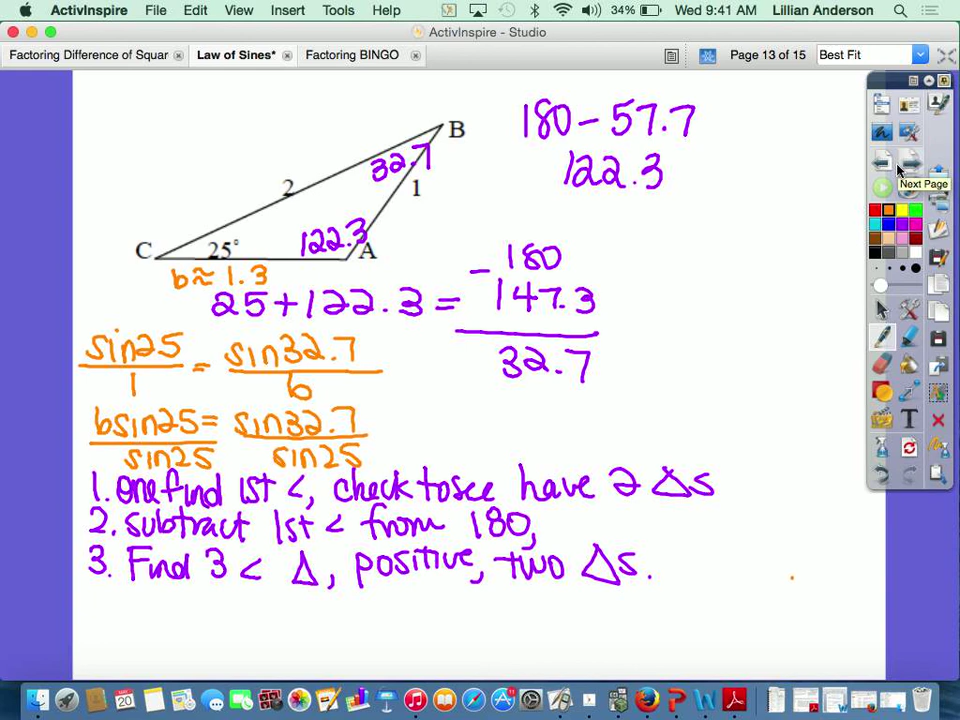 ActivInspire File Edit View Insert Tools Help 34% Wed 9:41 AM Lillian Anderson
ActivInspire - Studio
Factoring Difference of Squar Law of Sines* Factoring BINGO Page 13 of 15 Best Fit
180 - 57.7
122.3
B
32.7
2
1
Next Page
C 25° 122.3 A
b ≈ 1.3
25 + 122.3 =
- 180
147.3
32.7
sin25 = sin32.7
1 b
bsin25 = sin32.7
sin25 sin25
1. one find 1st <, check to see have 2 △s
2. subtract 1st < from 180,
3. Find 3 < △, positive, two △s.